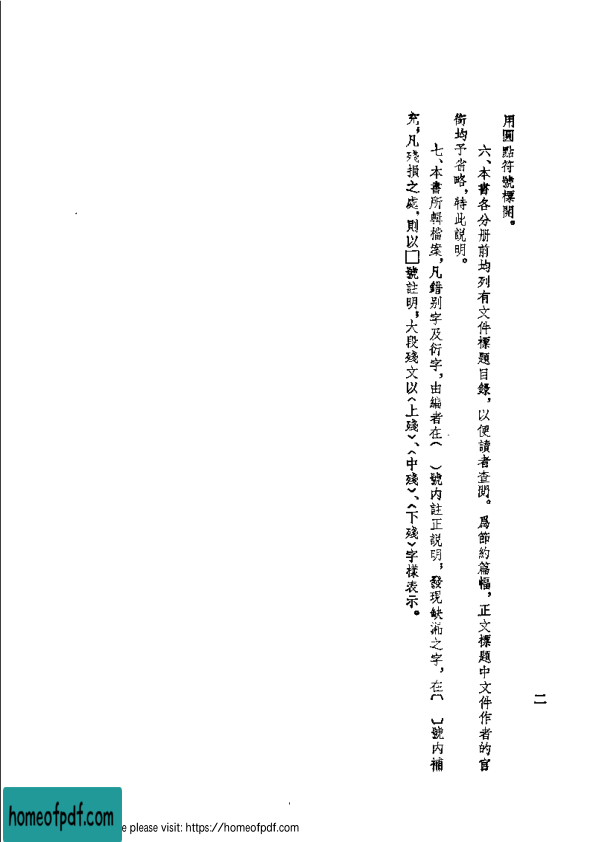 用圓點符號標開。
六、本書各分册前均列有文件標題目錄，以便讀者查閱。爲節約篇幅，正文標題中文件作者的官
銜均予省略，特此説明。
七、本書所輯檔案，凡錯别字及衍字，由編者在（ ）號内註正説明，發現缺漏之字，在〔 〕號内補
充，凡殘損之處，則以□號註明，大段殘文以〈上殘〉、〈中殘〉、〈下殘〉字樣表示。
二
homeofpdf.com
e please visit: https://homeofpdf.com